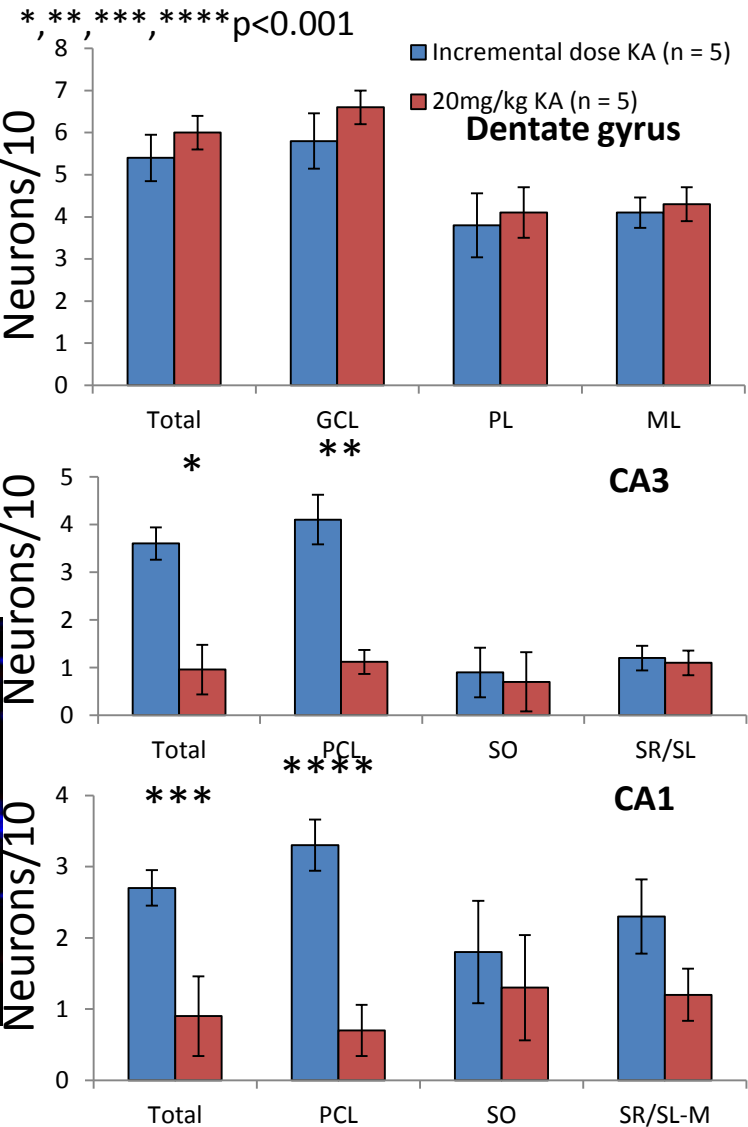 *,**,***,****p<0.001
Incremental dose KA (n = 5)
20mg/kg KA (n = 5)
Dentate gyrus
Neurons/10
8
7
6
5
4
3
2
1
0
Total GCL PL ML
* **
CA3
Neurons/10
5
4
3
2
1
0
Total PCL SO SR/SL
*** ****
CA1
Neurons/10
4
3
2
1
0
Total PCL SO SR/SL-M